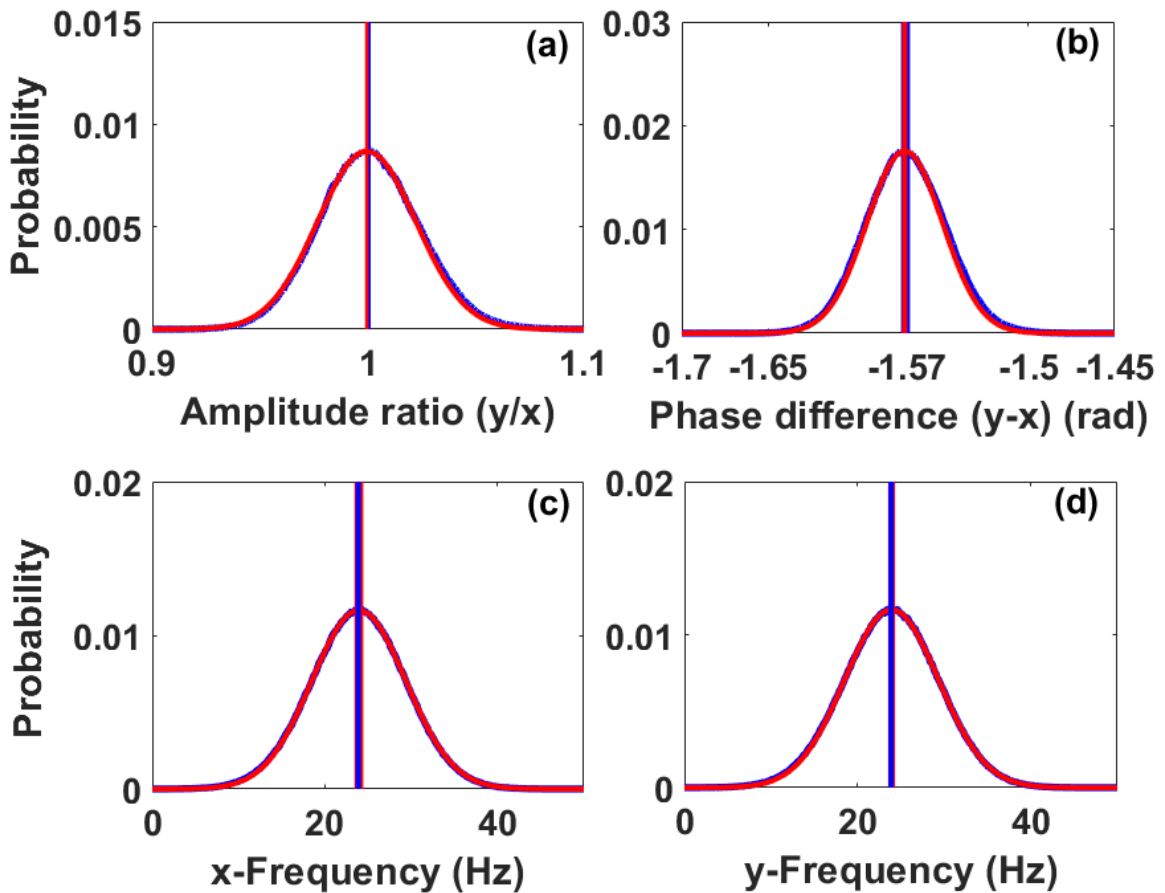 0.015
(a)
Probability
0.01
0.005
0
0.9
1
1.1
Amplitude ratio (y/x)
0.03
(b)
0.02
0.01
0
-1.7
-1.65
-1.57
-1.5
-1.45
Phase difference (y-x) (rad)
0.02
(c)
Probability
0.01
0
0
20
40
x-Frequency (Hz)
0.02
(d)
0.01
0
0
20
40
y-Frequency (Hz)